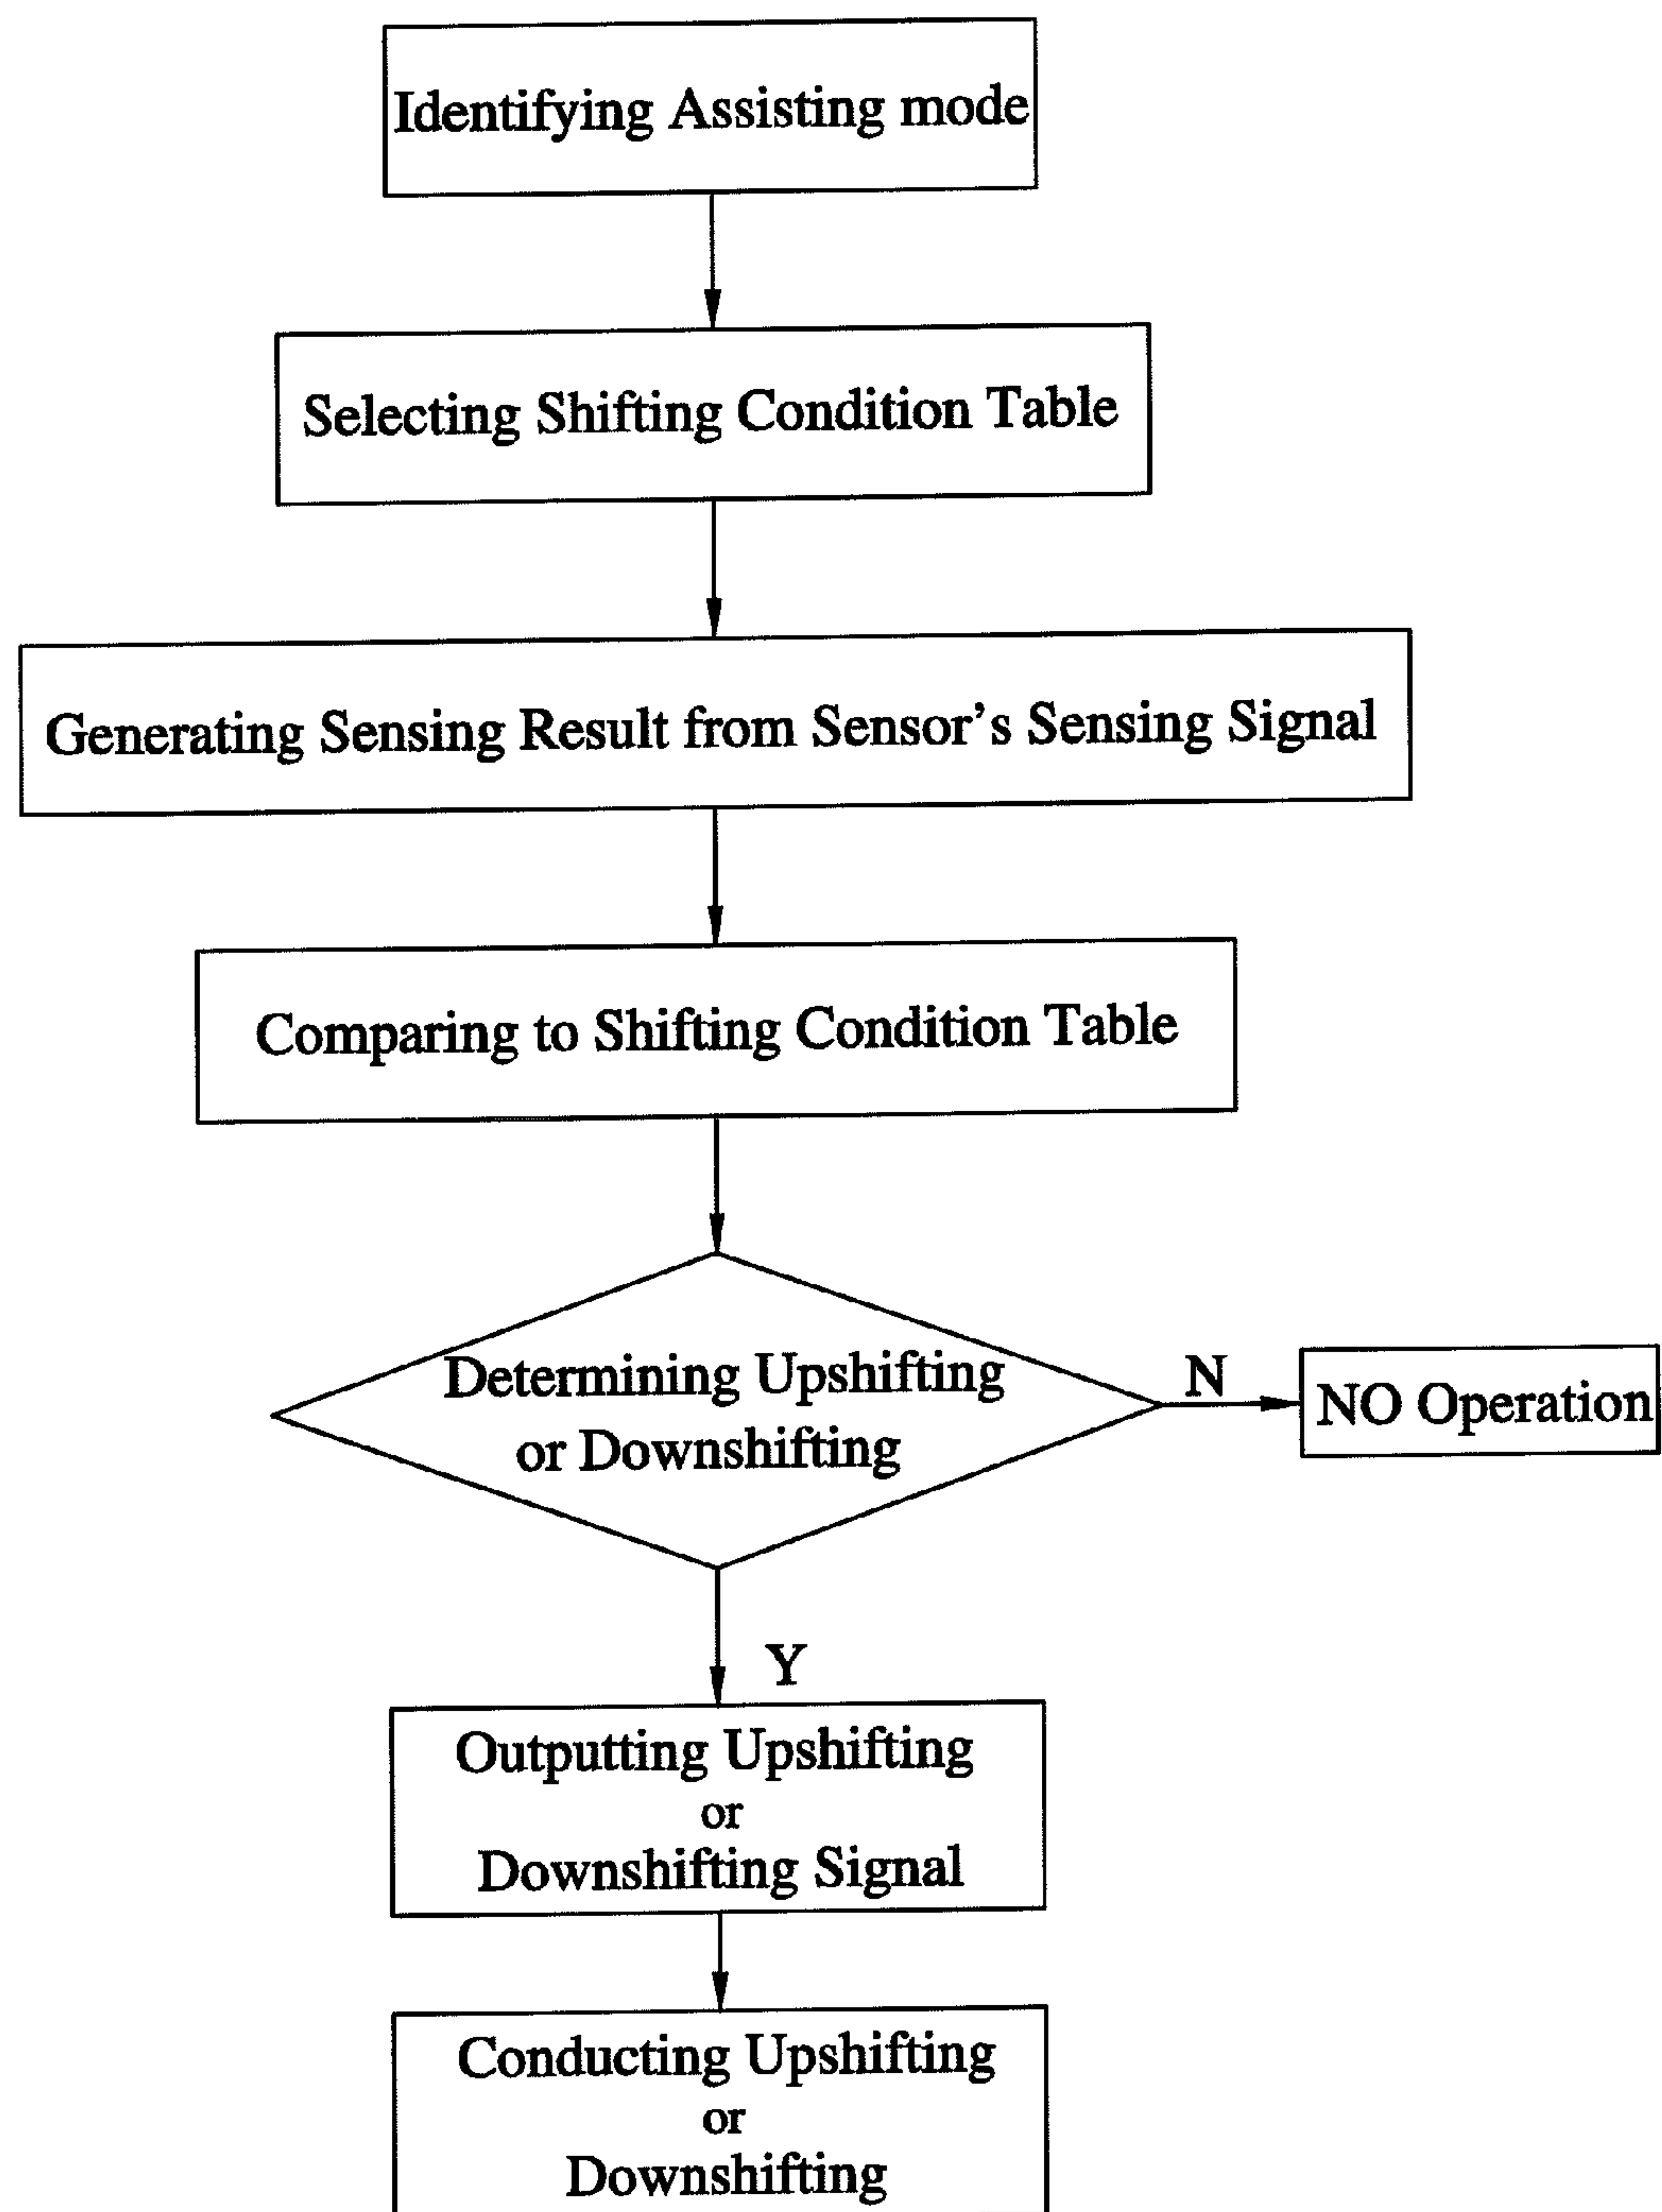 Identifying Assisting mode
Selecting Shifting Condition Table
Generating Sensing Result from Sensor's Sensing Signal
Comparing to Shifting Condition Table
Determining Upshifting
or Downshifting
N
NO Operation
Y
Outputting Upshifting
or
Downshifting Signal
Conducting Upshifting
or
Downshifting